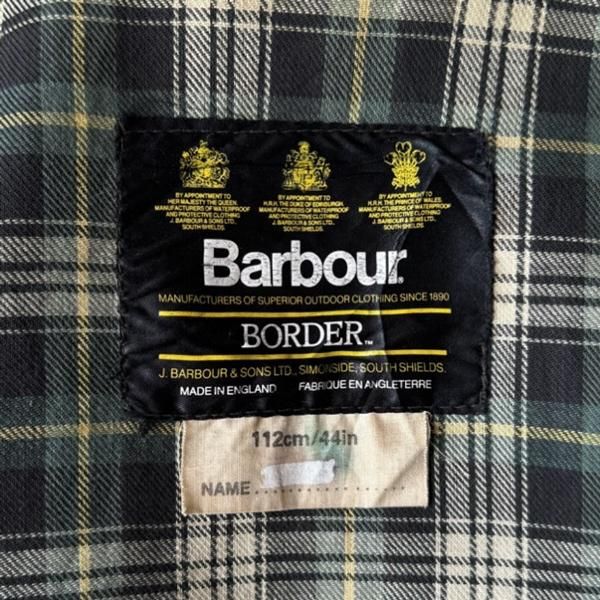 BY APPOINTMENT TO
HER MAJESTY THE QUEEN.
MANUFACTURERS OF WATERPROOF
AND PROTECTIVE CLOTHING
J. BARBOUR & SONS LTD.,
SOUTH SHIELDS.
BY APPOINTMENT TO
H.R.H. THE DUKE OF EDINBURGH.
MANUFACTURERS OF WATERPROOF
AND PROTECTIVE CLOTHING
J. BARBOUR & SONS LTD.,
SOUTH SHIELDS.
BY APPOINTMENT TO
H.R.H. THE PRINCE OF WALES.
MANUFACTURERS OF WATERPROOF
AND PROTECTIVE CLOTHING
J. BARBOUR & SONS LTD.,
SOUTH SHIELDS.
Barbour®
MANUFACTURERS OF SUPERIOR OUTDOOR CLOTHING SINCE 1890
BORDER™
J. BARBOUR & SONS LTD., SIMONSIDE, SOUTH SHIELDS.
MADE IN ENGLAND FABRIQUÉ EN ANGLETERRE
112cm/44in
NAME..................